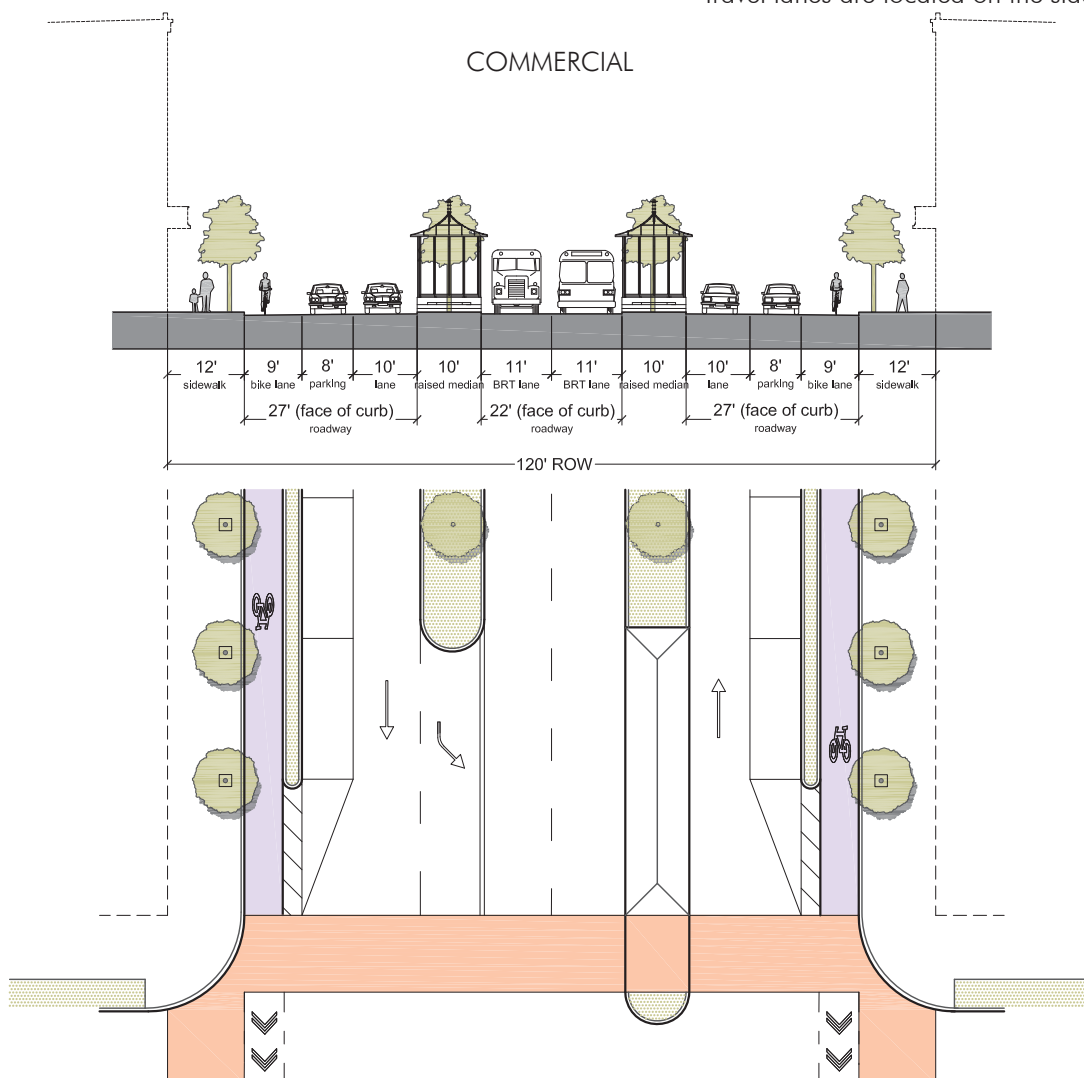 COMMERCIAL
12' 9' 8' 10' 10' 11' 11' 10' 10' 8' 9' 12'
sidewalk bike lane parking lane raised median BRT lane BRT lane raised median lane parking bike lane sidewalk
27' (face of curb) 22' (face of curb) 27' (face of curb)
roadway roadway roadway
120' ROW